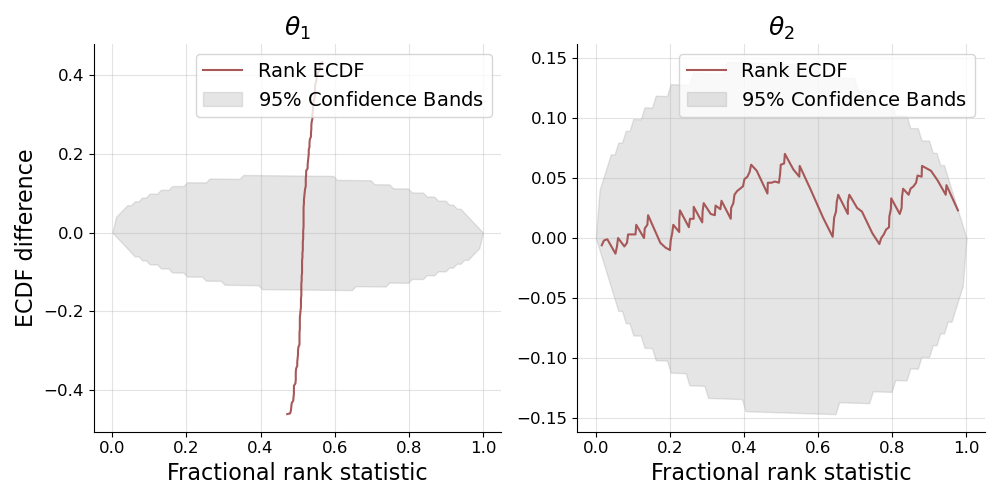 θ₁
Rank ECDF
95% Confidence Bands
ECDF difference
0.4
0.2
0.0
−0.2
−0.4
0.0 0.2 0.4 0.6 0.8 1.0
Fractional rank statistic
θ₂
Rank ECDF
95% Confidence Bands
0.15
0.10
0.05
0.00
−0.05
−0.10
−0.15
0.0 0.2 0.4 0.6 0.8 1.0
Fractional rank statistic